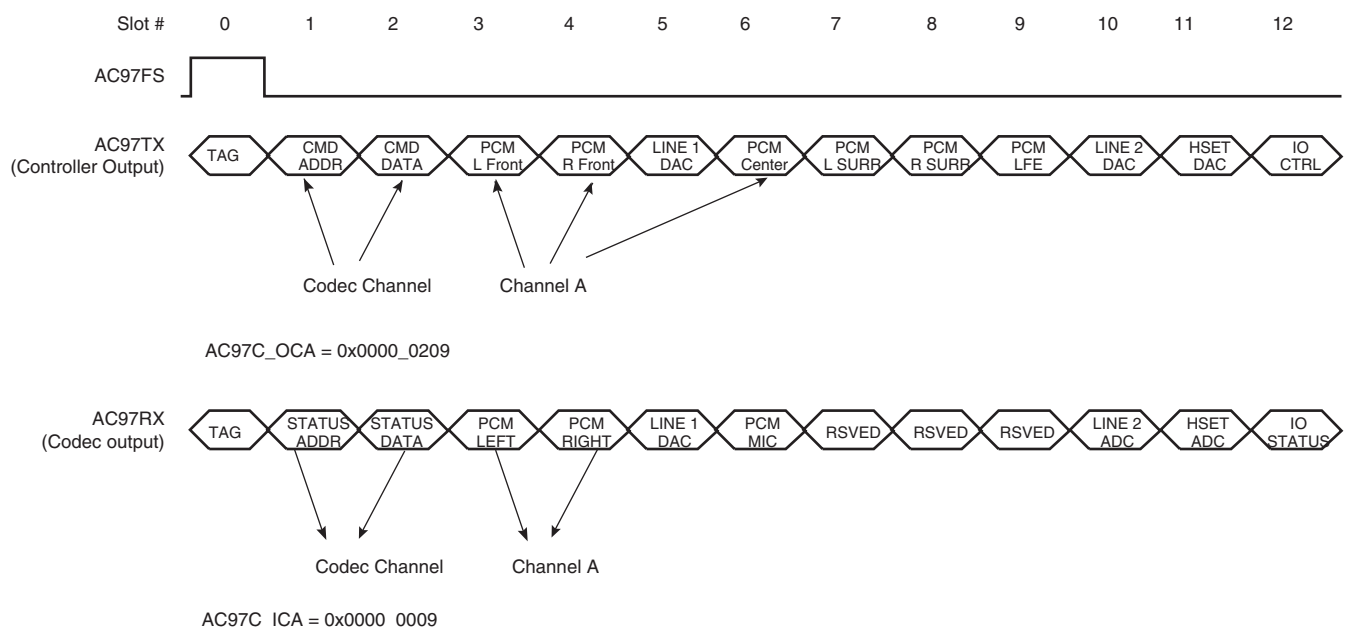 Slot # 0 1 2 3 4 5 6 7 8 9 10 11 12
AC97FS
AC97TX
(Controller Output)
TAG
CMD
ADDR
CMD
DATA
PCM
L Front
PCM
R Front
LINE 1
DAC
PCM
Center
PCM
L SURR
PCM
R SURR
PCM
LFE
LINE 2
DAC
HSET
DAC
IO
CTRL
Codec Channel
Channel A
AC97C_OCA = 0x0000_0209
AC97RX
(Codec output)
TAG
STATUS
ADDR
STATUS
DATA
PCM
LEFT
PCM
RIGHT
LINE 1
DAC
PCM
MIC
RSVED
RSVED
RSVED
LINE 2
ADC
HSET
ADC
IO
STATUS
Codec Channel
Channel A
AC97C_ICA = 0x0000_0009